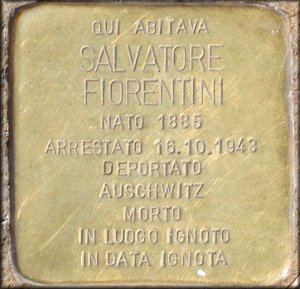 QUI ABITAVA
SALVATORE
FIORENTINI
NATO 1885
ARRESTATO 16.10.1943
DEPORTATO
AUSCHWITZ
MORTO
IN LUOGO IGNOTO
IN DATA IGNOTA